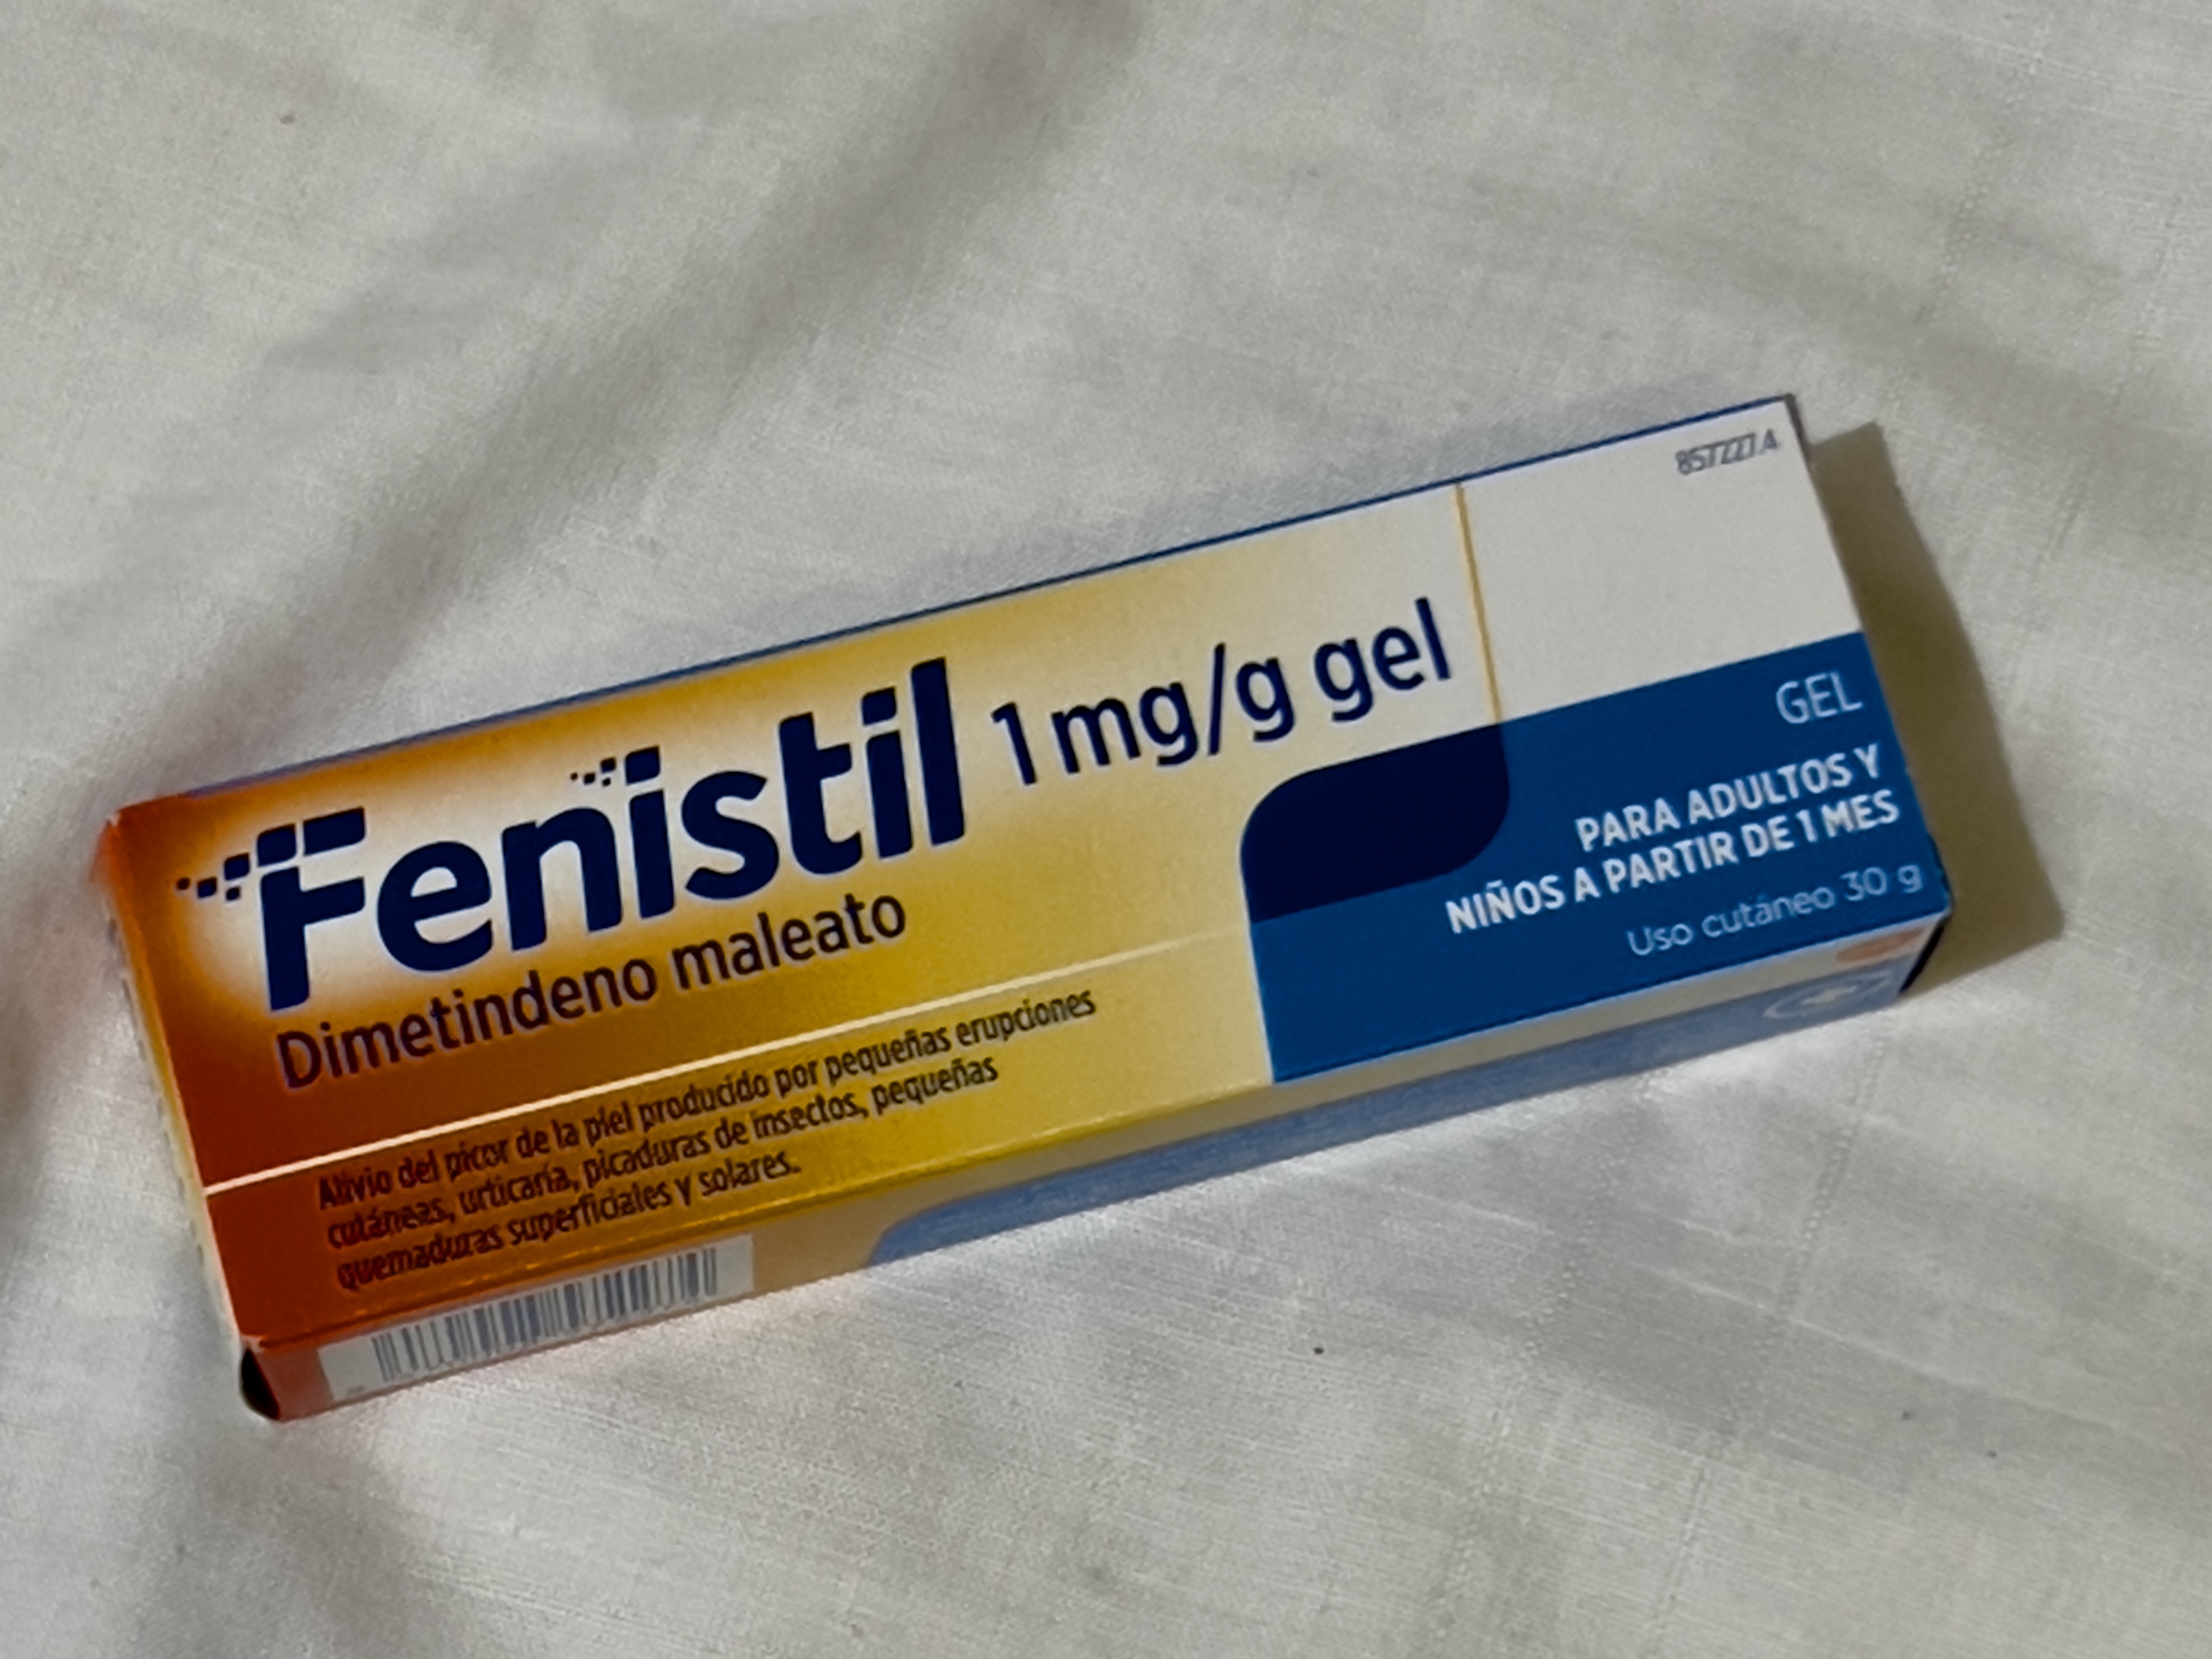 857227.4
Fenistil 1 mg/g gel
Dimetindeno maleato
Alivio del picor de la piel producido por pequeñas erupciones
cutáneas, urticaria, picaduras de insectos, pequeñas
quemaduras superficiales y solares.
GEL
PARA ADULTOS Y
NIÑOS A PARTIR DE 1 MES
Uso cutáneo 30 g